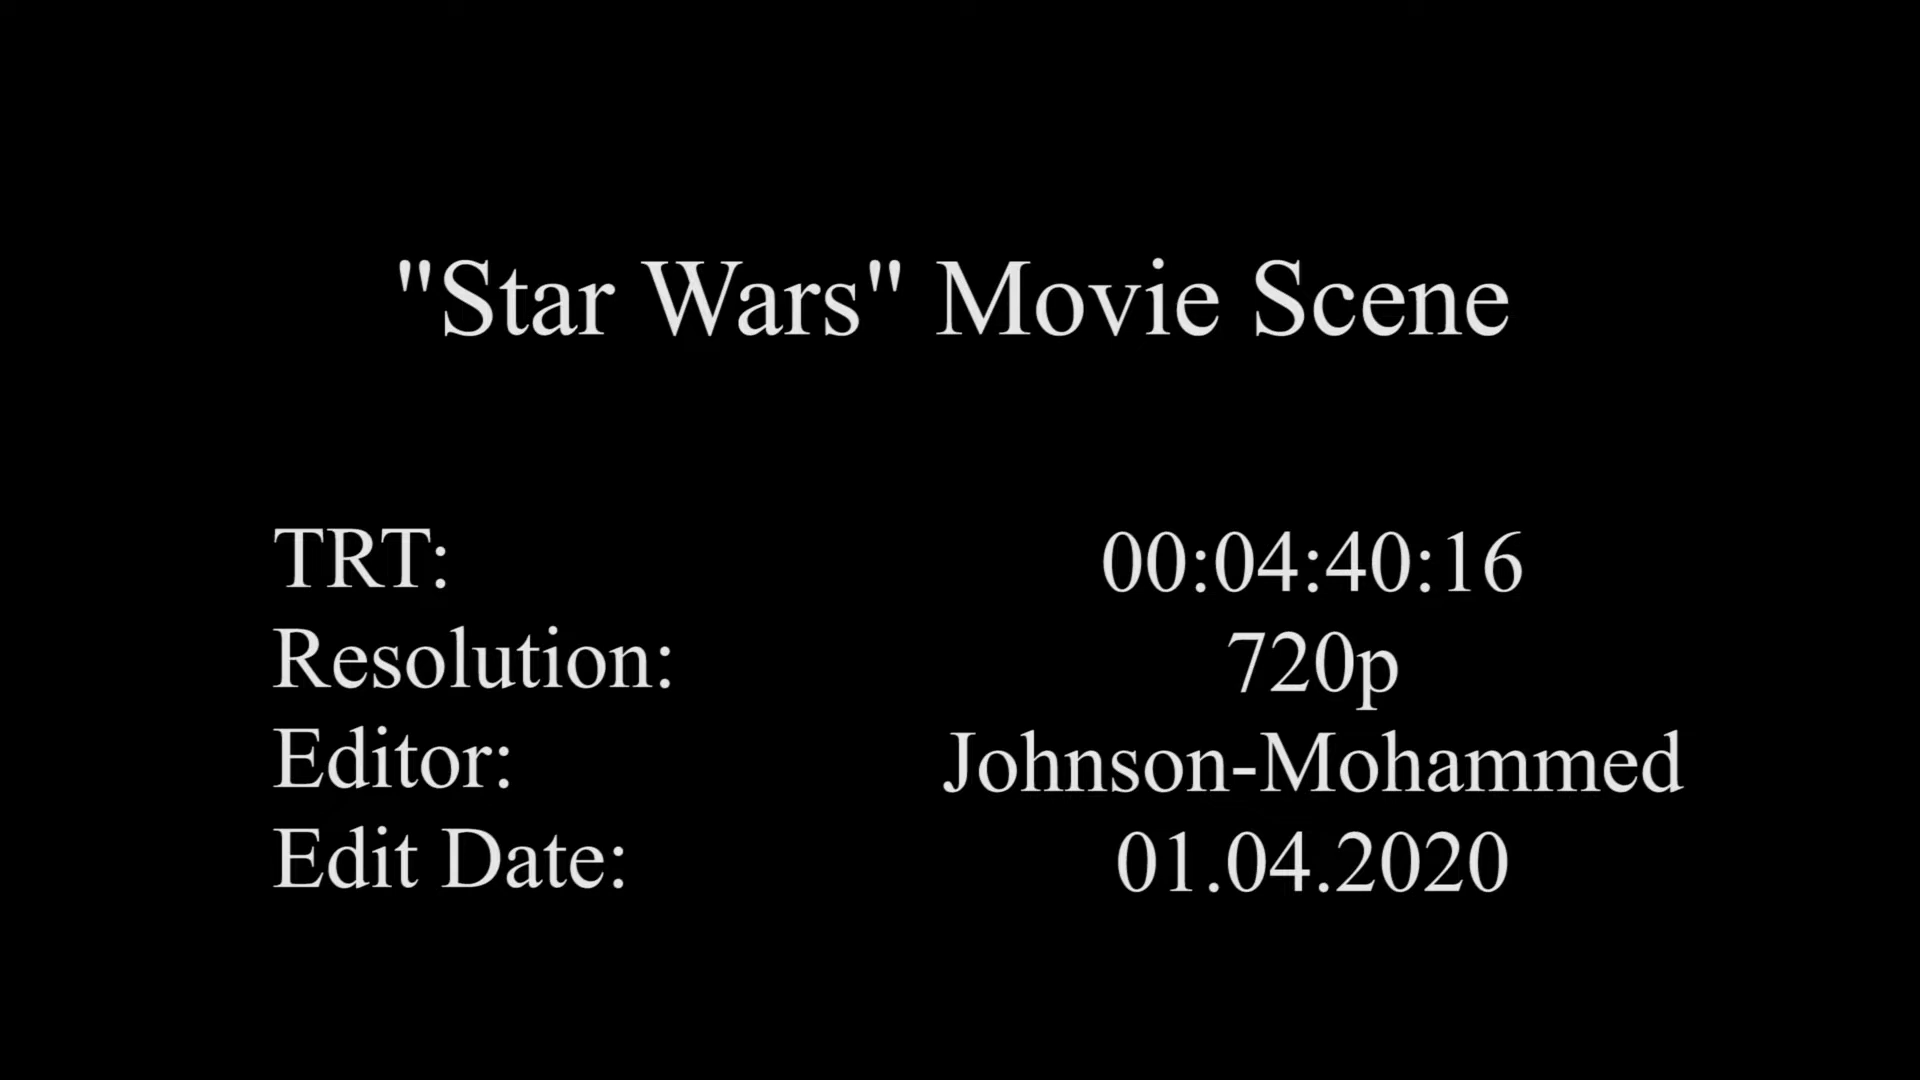 "Star Wars" Movie Scene
TRT: 00:04:40:16
Resolution: 720p
Editor: Johnson-Mohammed
Edit Date: 01.04.2020